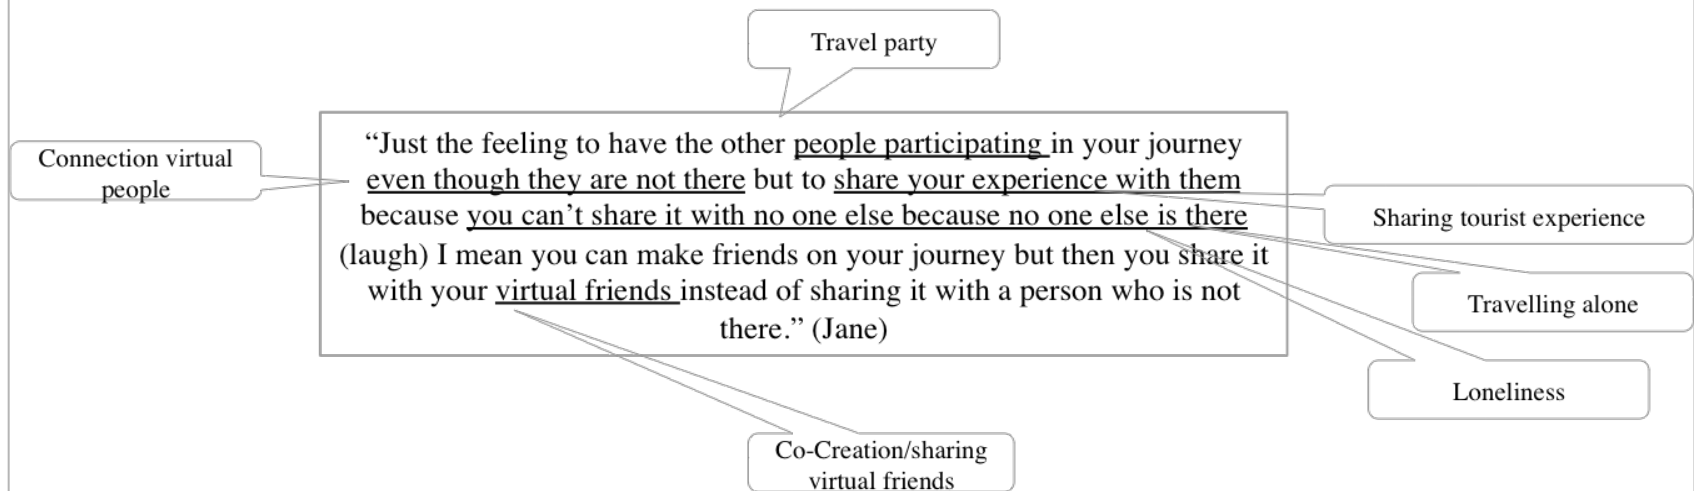 Travel party
“Just the feeling to have the other people participating in your journey
Connection virtual
people
even though they are not there but to share your experience with them
because you can’t share it with no one else because no one else is there
Sharing tourist experience
(laugh) I mean you can make friends on your journey but then you share it
with your virtual friends instead of sharing it with a person who is not
there.” (Jane)
Travelling alone
Loneliness
Co-Creation/sharing
virtual friends